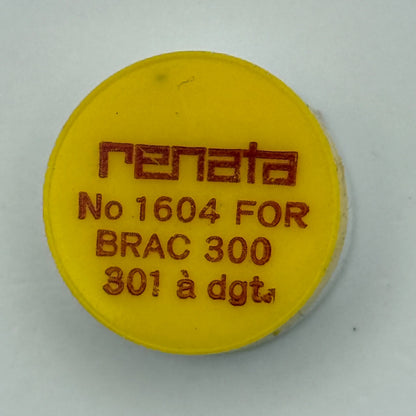 renata
No 1604 FOR
BRAC 300
301 à dgt.